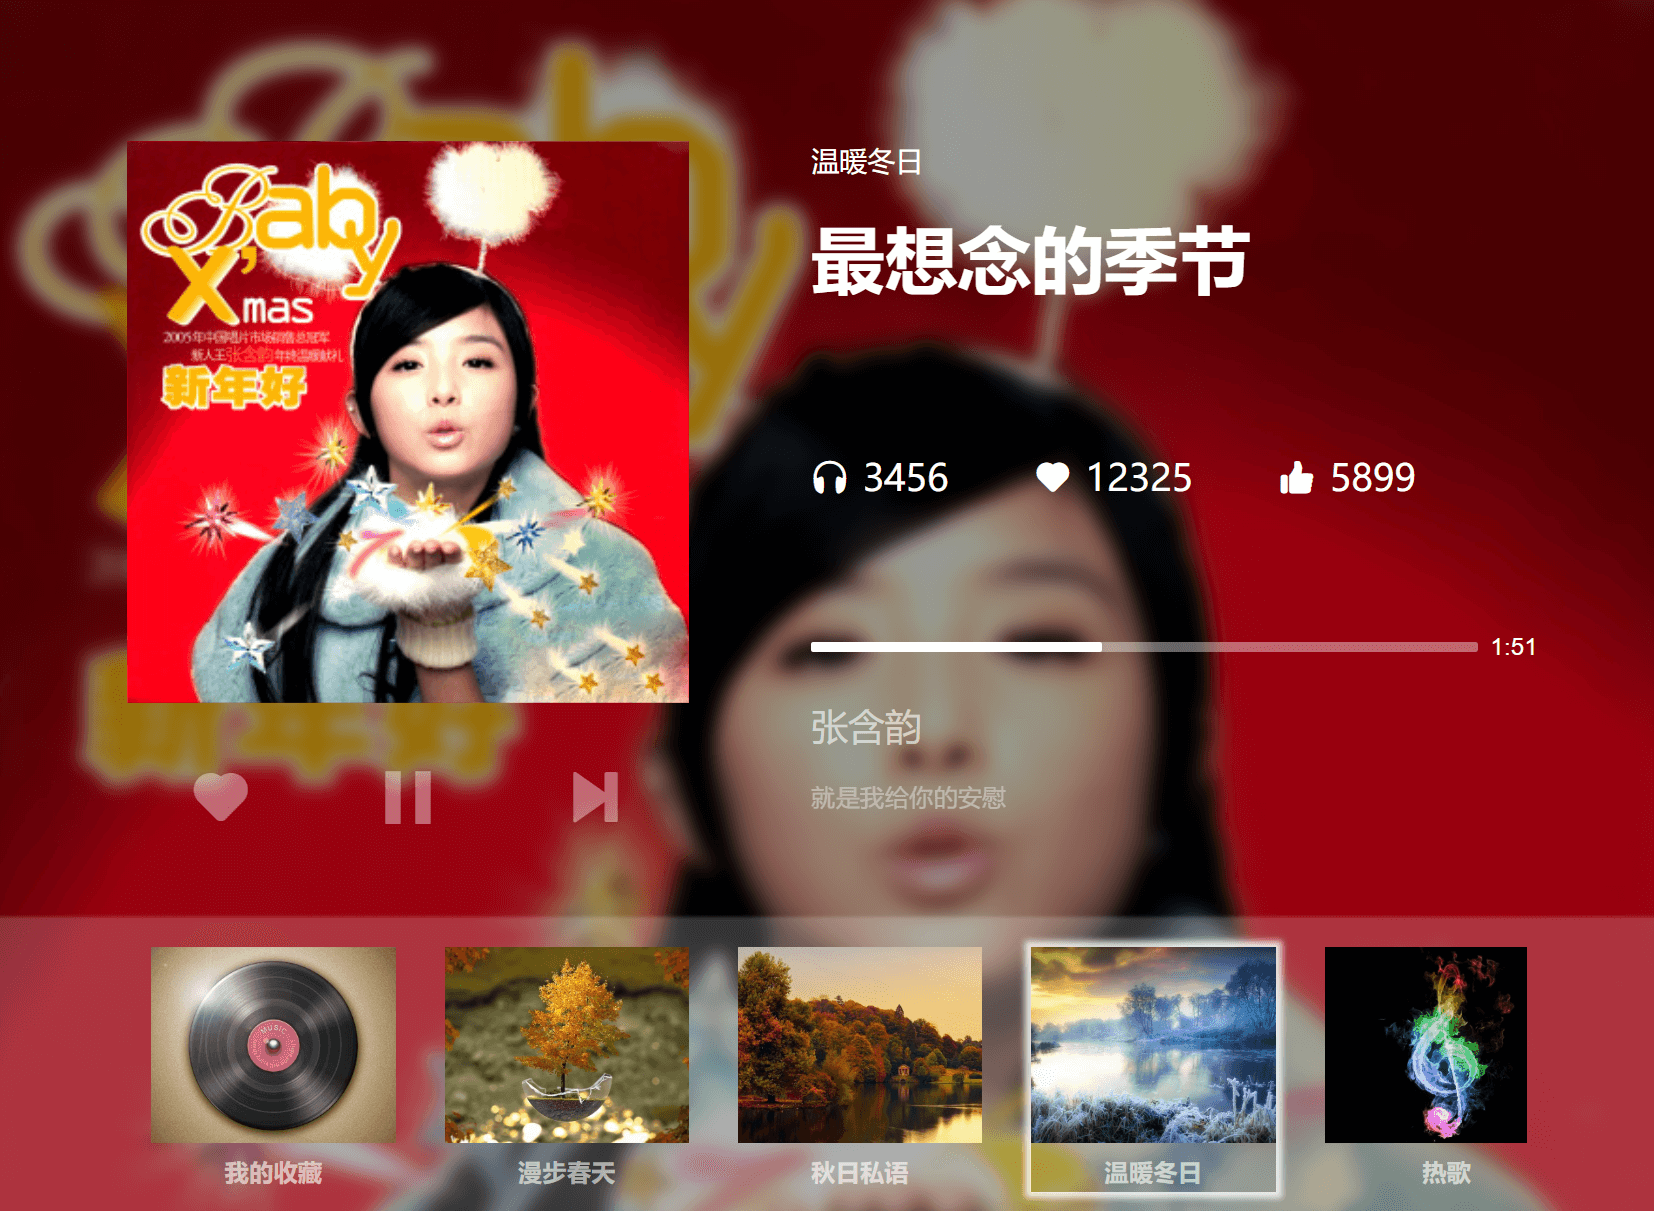 Baby
X'mas
2005年中国唱片市场销售总冠军
新人王张含韵年终温暖献礼
新年好
温暖冬日
最想念的季节
3456 12325 5899
1:51
张含韵
就是我给你的安慰
MUSIC
我的收藏 漫步春天 秋日私语 温暖冬日 热歌